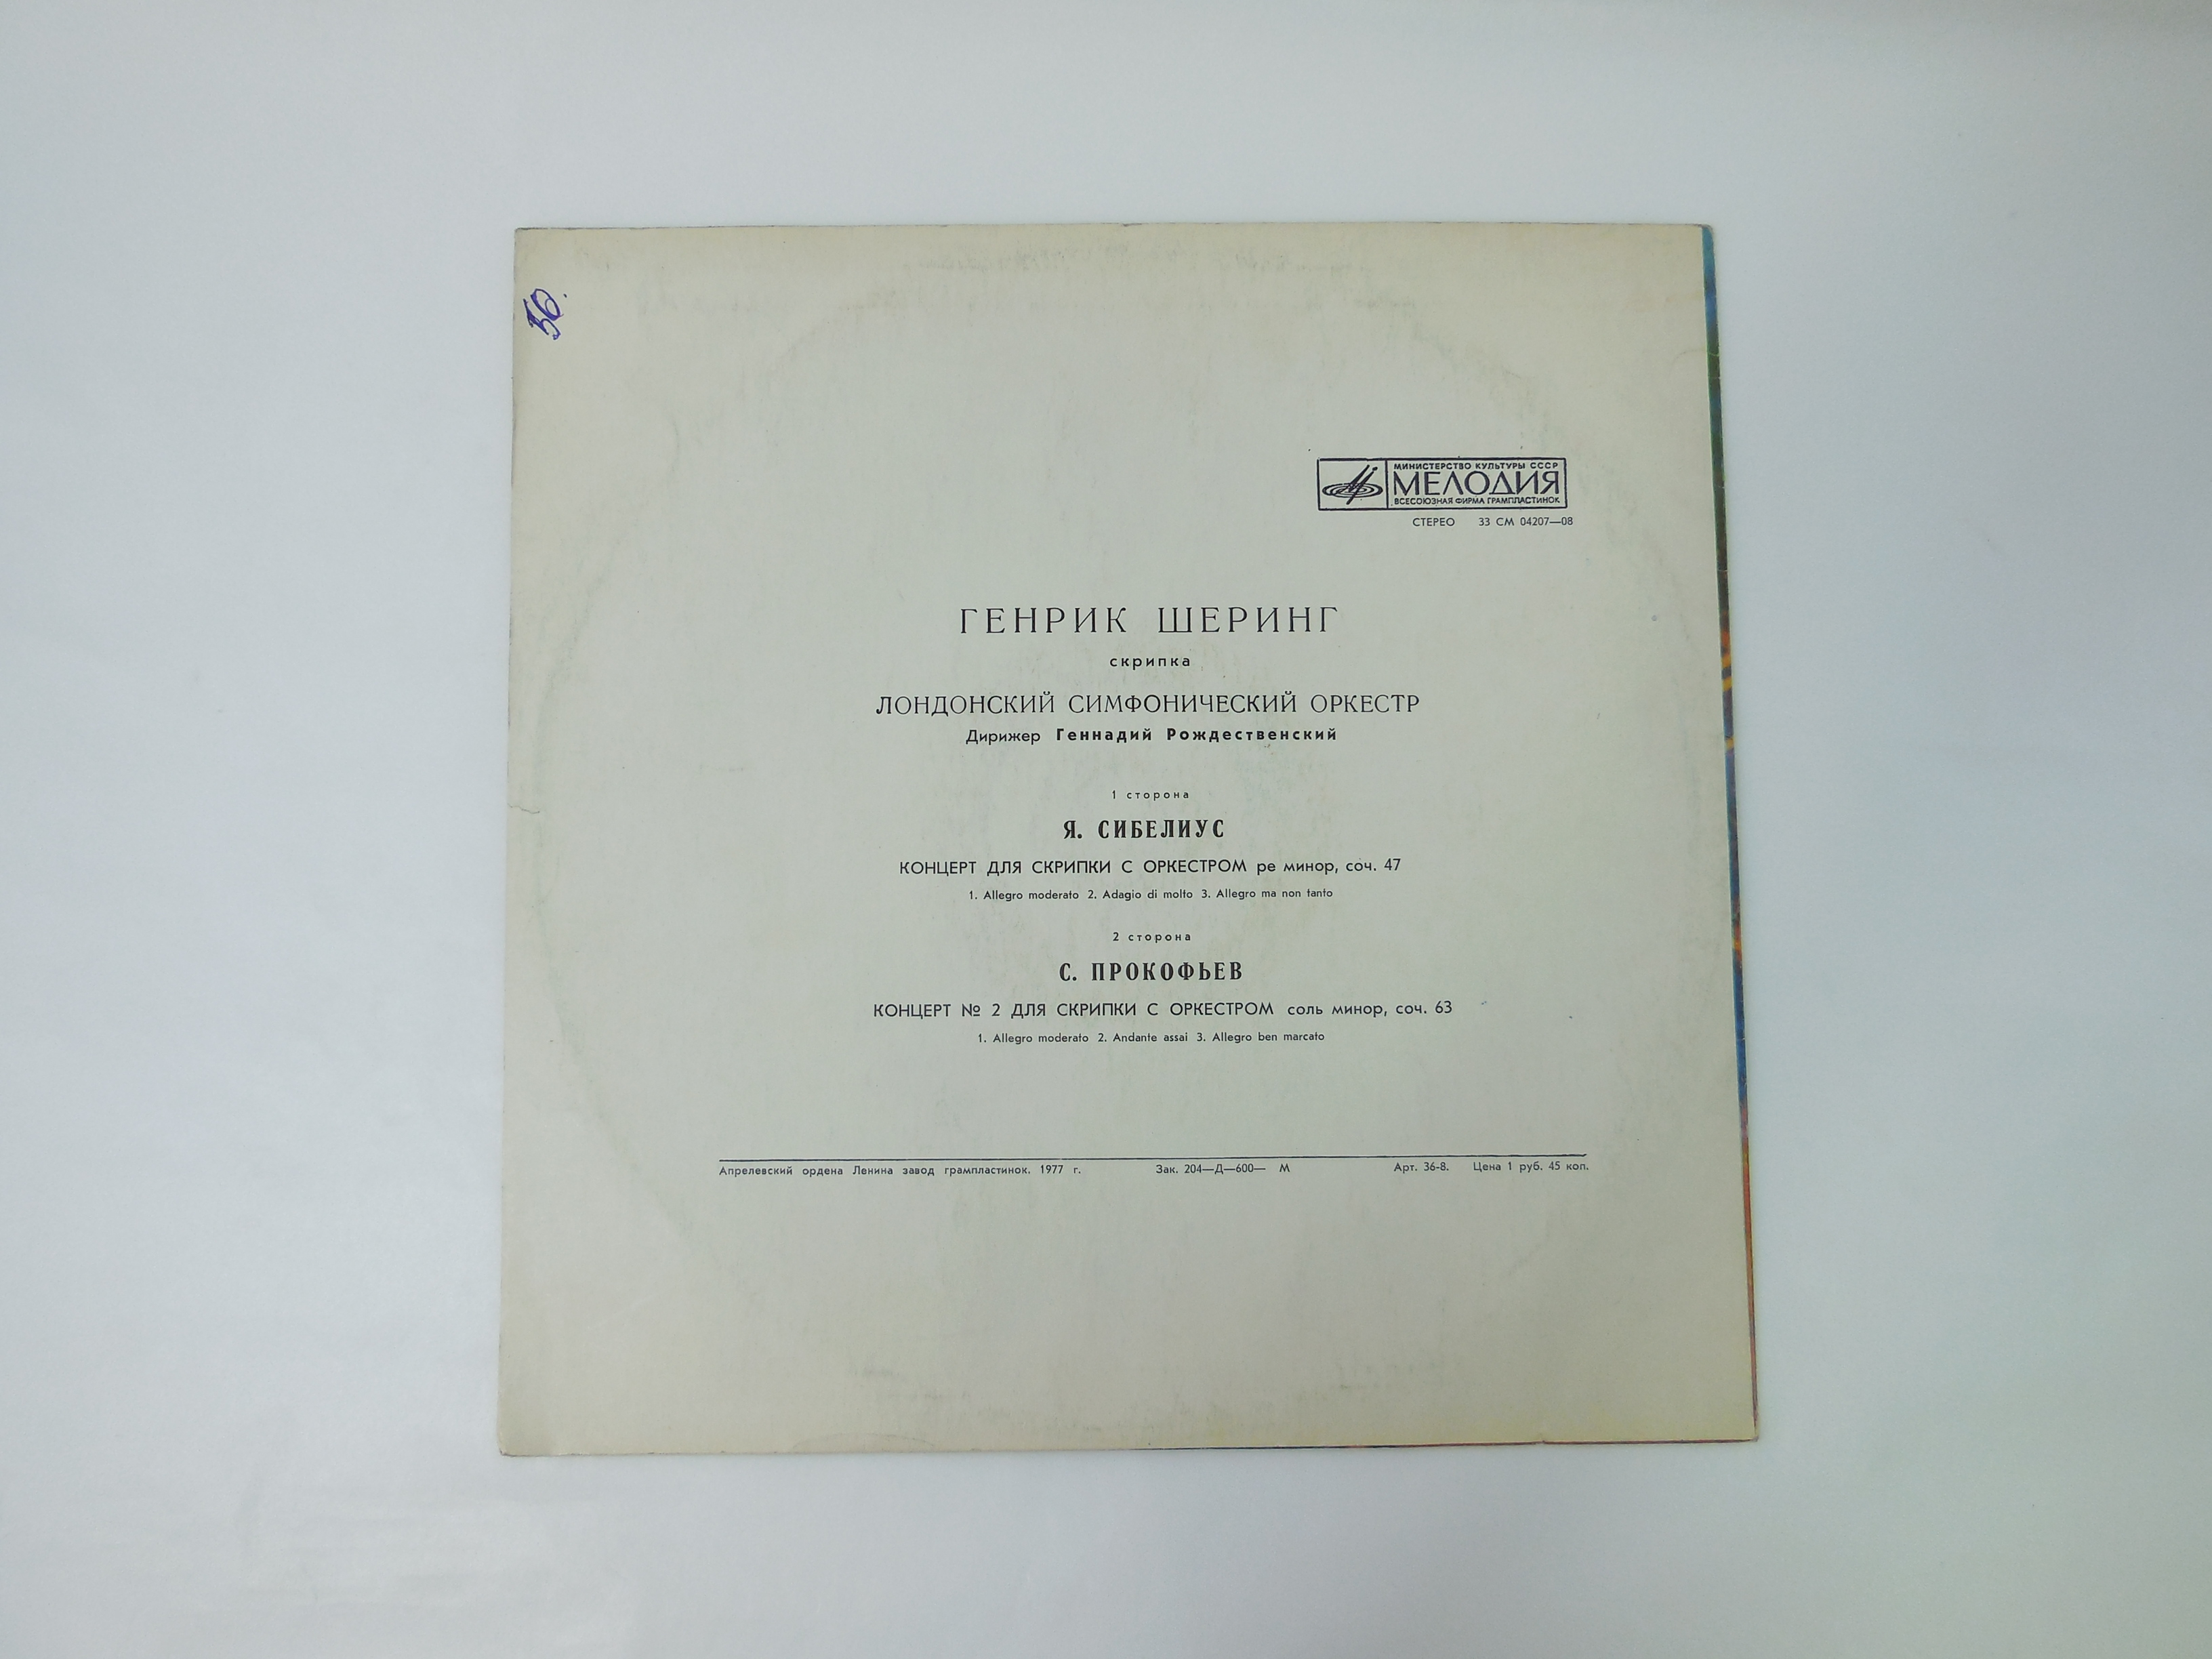 50.
МИНИСТЕРСТВО КУЛЬТУРЫ СССР
МЕЛОДИЯ
ВСЕСОЮЗНАЯ ФИРМА ГРАМПЛАСТИНОК
СТЕРЕО 33 СМ 04207—08
ГЕНРИК ШЕРИНГ
скрипка
ЛОНДОНСКИЙ СИМФОНИЧЕСКИЙ ОРКЕСТР
Дирижер Геннадий Рождественский
1 сторона
Я. СИБЕЛИУС
КОНЦЕРТ ДЛЯ СКРИПКИ С ОРКЕСТРОМ ре минор, соч. 47
1. Allegro moderato 2. Adagio di molto 3. Allegro ma non tanto
2 сторона
С. ПРОКОФЬЕВ
КОНЦЕРТ № 2 ДЛЯ СКРИПКИ С ОРКЕСТРОМ соль минор, соч. 63
1. Allegro moderato 2. Andante assai 3. Allegro ben marcato
Апрелевский ордена Ленина завод грампластинок. 1977 г. Зак. 204—Д—600— М Арт. 36-8. Цена 1 руб. 45 коп.